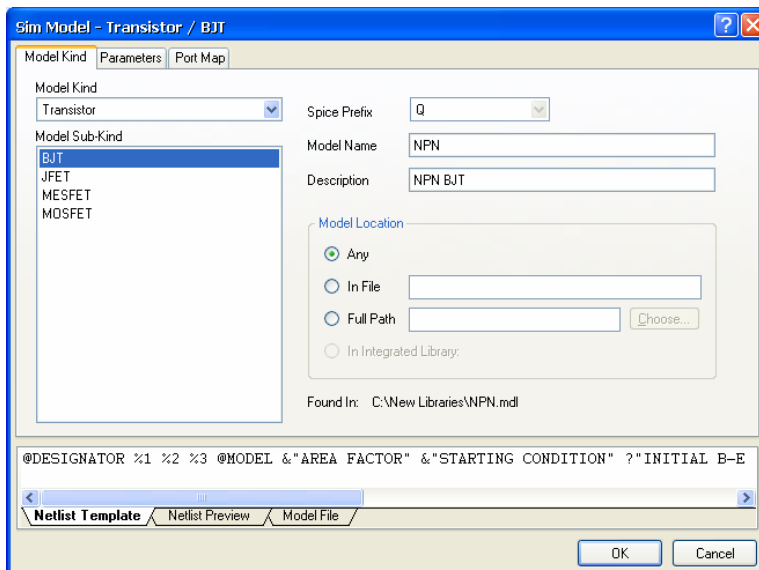 Sim Model - Transistor / BJT
Model Kind
Parameters
Port Map
Model Kind
Transistor
Model Sub-Kind
BJT
JFET
MESFET
MOSFET
Spice Prefix
Q
Model Name
NPN
Description
NPN BJT
Model Location
Any
In File
Full Path
Choose...
In Integrated Library:
Found In: C:\New Libraries\NPN.mdl
@DESIGNATOR %1 %2 %3 @MODEL &"AREA FACTOR" &"STARTING CONDITION" ?"INITIAL B-E
Netlist Template
Netlist Preview
Model File
OK
Cancel